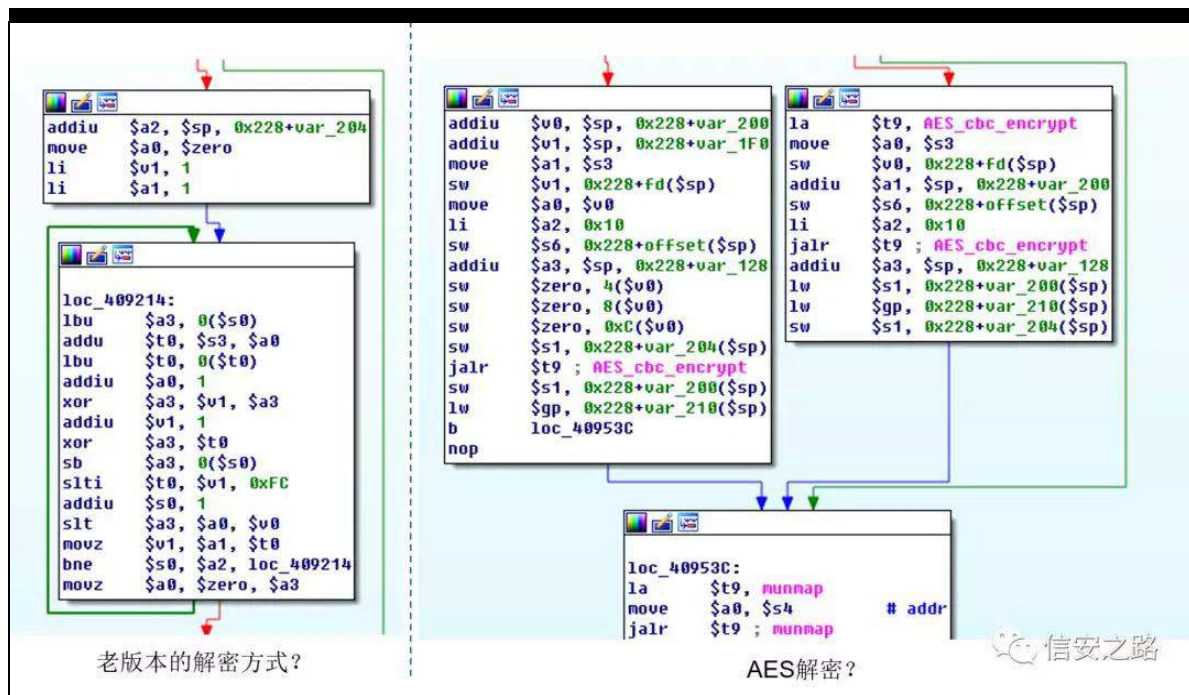 addiu $a2, $sp, 0x228+var_204
move $a0, $zero
li $v1, 1
li $a1, 1
loc_409214:
lbu $a3, 0($s0)
addu $t0, $s3, $a0
lbu $t0, 0($t0)
addiu $a0, 1
xor $a3, $v1, $a3
addiu $v1, 1
xor $a3, $t0
sb $a3, 0($s0)
slti $t0, $v1, 0xFC
addiu $s0, 1
slt $a3, $a0, $v0
movz $v1, $a1, $t0
bne $s0, $a2, loc_409214
movz $a0, $zero, $a3
老版本的解密方式？
addiu $v0, $sp, 0x228+var_200
addiu $v1, $sp, 0x228+var_1F0
move $a1, $s3
sw $v1, 0x228+fd($sp)
move $a0, $v0
li $a2, 0x10
sw $s6, 0x228+offset($sp)
addiu $a3, $sp, 0x228+var_128
sw $zero, 4($v0)
sw $zero, 8($v0)
sw $zero, 0xC($v0)
sw $s1, 0x228+var_204($sp)
jalr $t9 ; AES_cbc_encrypt
sw $s1, 0x228+var_200($sp)
lw $gp, 0x228+var_210($sp)
b loc_40953C
nop
la $t9, AES_cbc_encrypt
move $a0, $s3
sw $v0, 0x228+fd($sp)
addiu $a1, $sp, 0x228+var_200
sw $s6, 0x228+offset($sp)
li $a2, 0x10
jalr $t9 ; AES_cbc_encrypt
addiu $a3, $sp, 0x228+var_128
lw $s1, 0x228+var_200($sp)
lw $gp, 0x228+var_210($sp)
sw $s1, 0x228+var_204($sp)
loc_40953C:
la $t9, munmap
move $a0, $s4 # addr
jalr $t9 ; munmap
AES解密？
信安之路